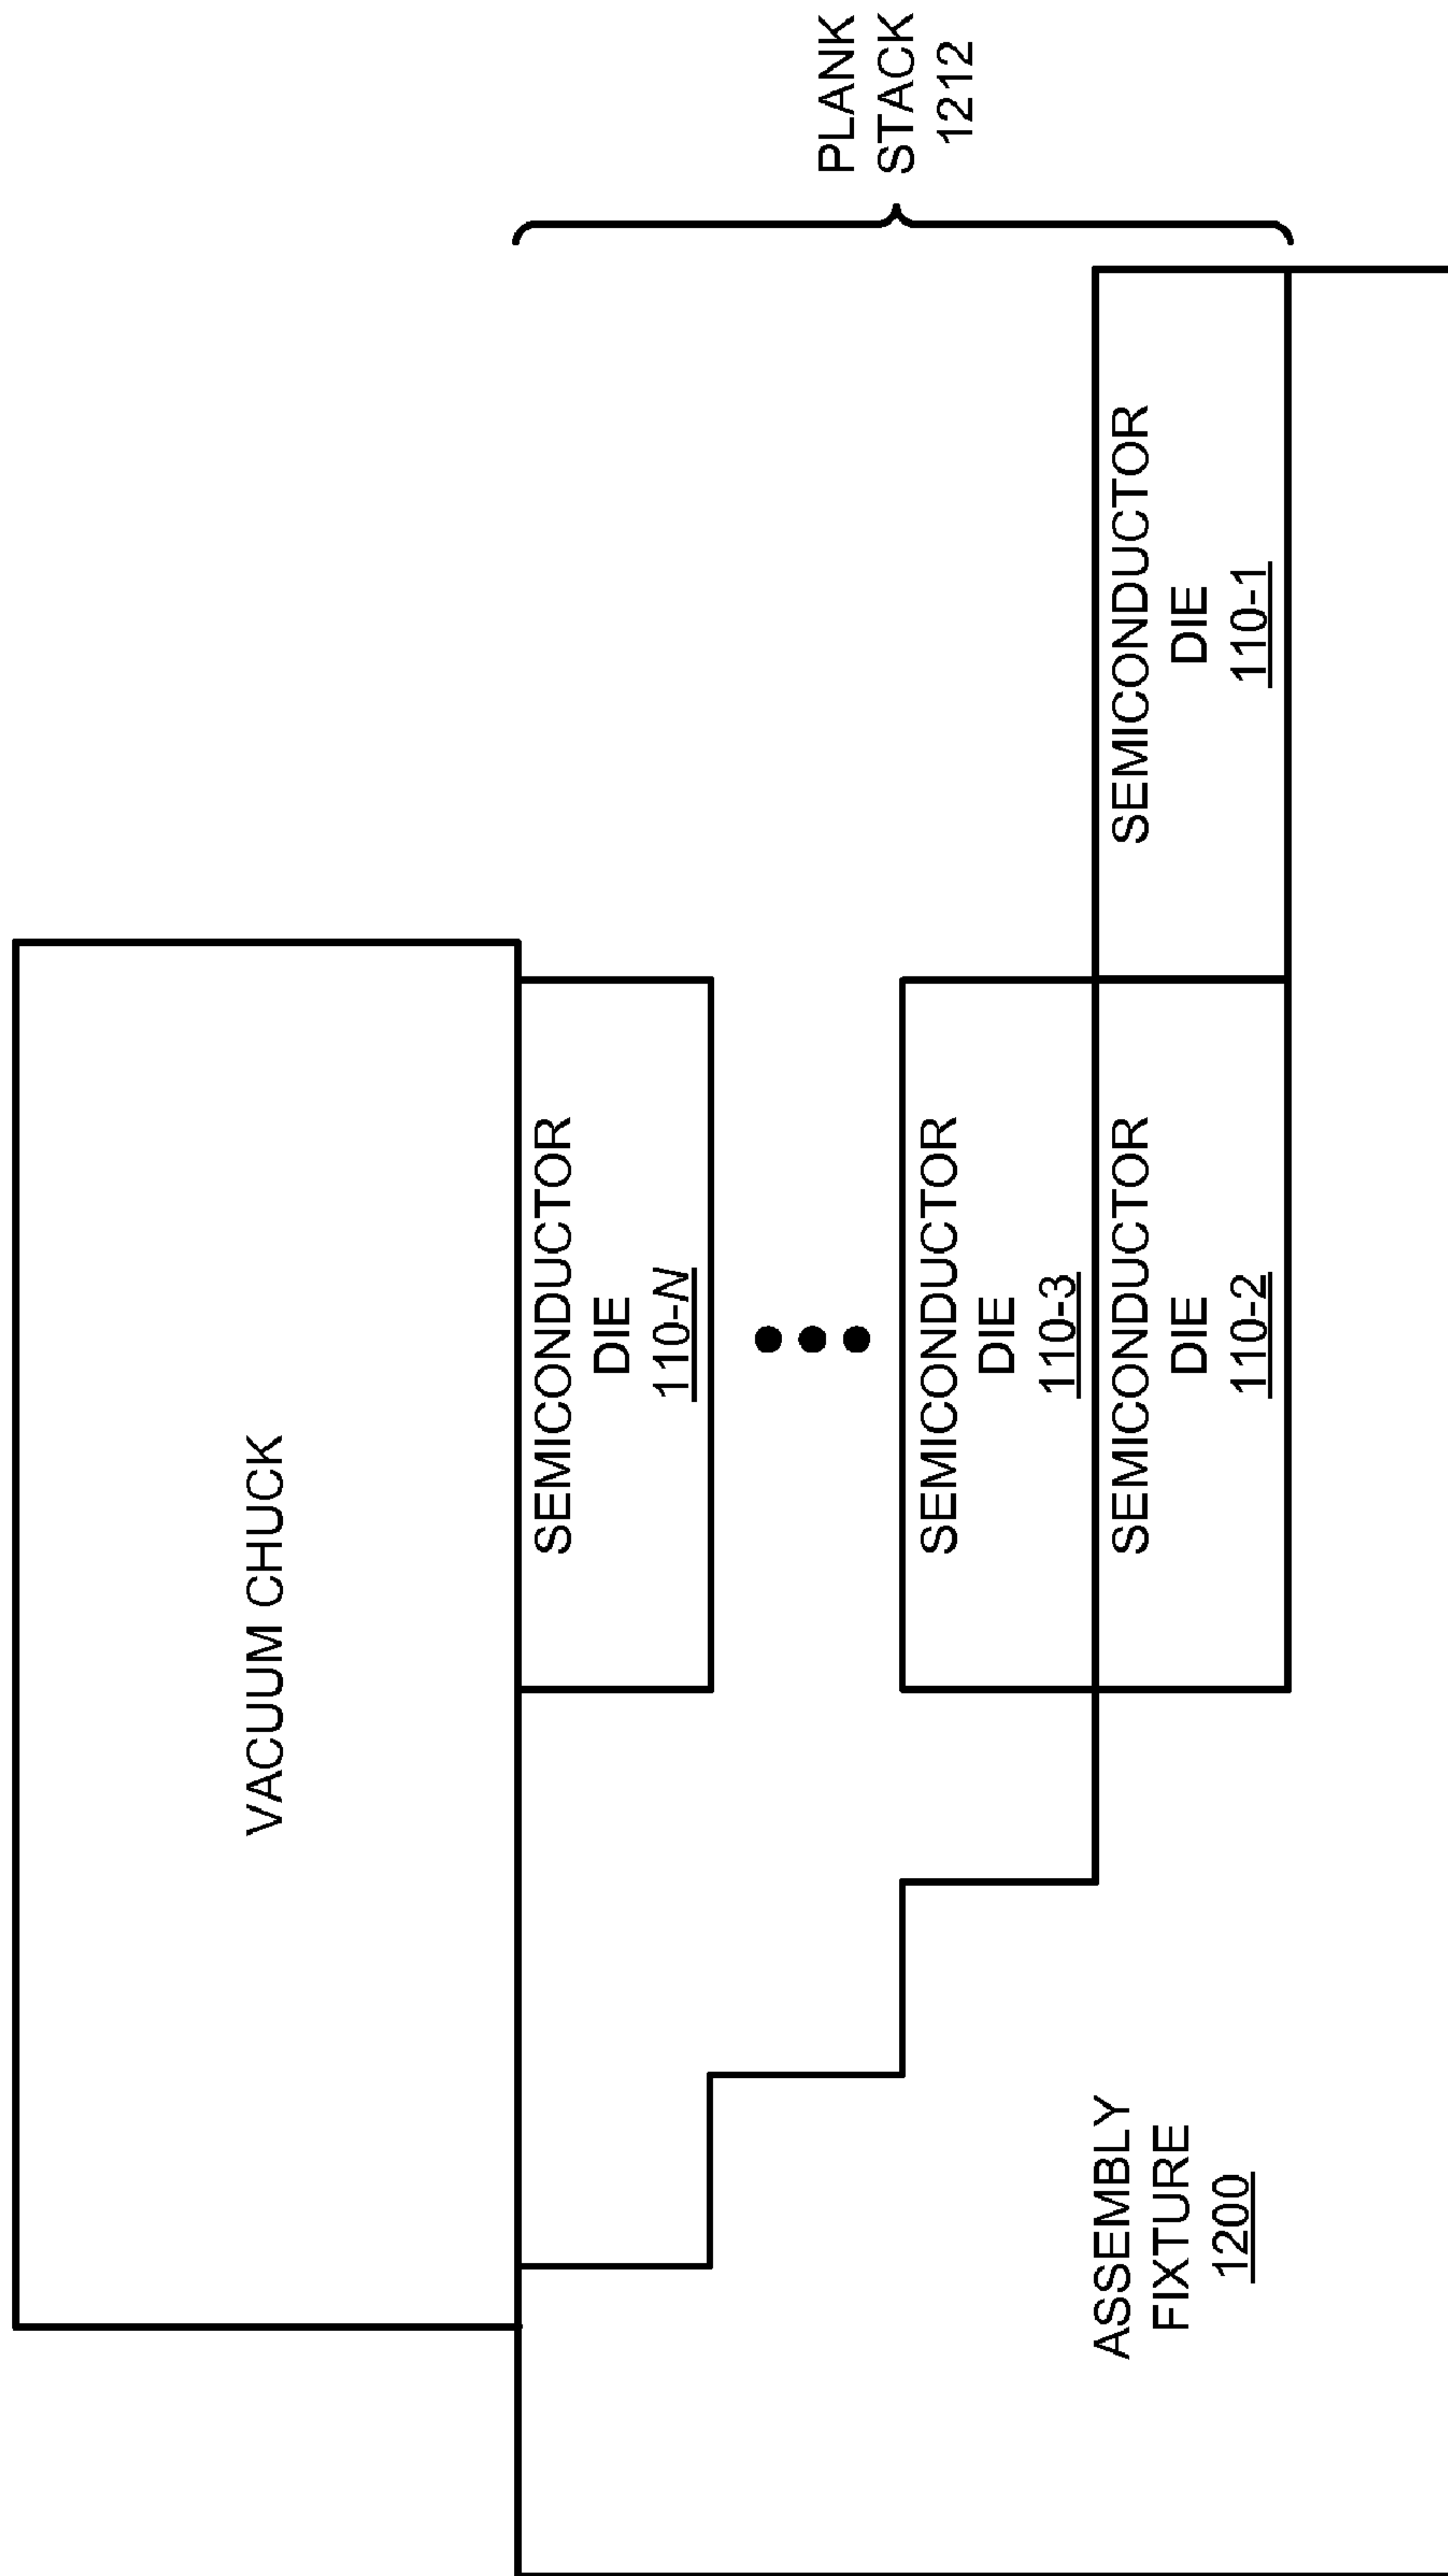 VACUUM CHUCK
SEMICONDUCTOR
DIE
110-N
PLANK
STACK
1212
SEMICONDUCTOR
DIE
110-3
SEMICONDUCTOR
DIE
110-2
SEMICONDUCTOR
DIE
110-1
ASSEMBLY
FIXTURE
1200